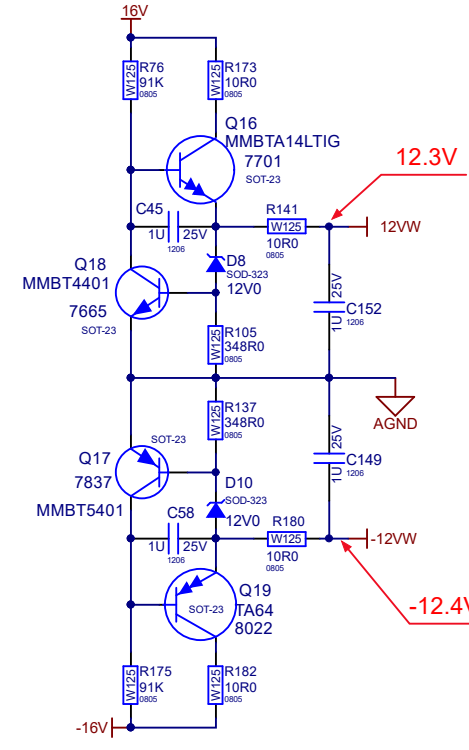 16V
R76
W125
91K
0805
R173
W125
10R0
0805
Q16
MMBTA14LTIG
7701
SOT-23
12.3V
C45
1U
25V
1206
R141
W125
10R0
0805
12VW
Q18
MMBT4401
7665
SOT-23
D8
SOD-323
12V0
25V
C152
1U
1206
R105
W125
348R0
0805
AGND
R137
W125
348R0
0805
SOT-23
Q17
7837
MMBT5401
25V
C149
1U
1206
D10
SOD-323
12V0
C58
1U
25V
1206
R180
W125
10R0
0805
-12VW
Q19
SOT-23
TA64
8022
-12.4V
R175
W125
91K
0805
R182
W125
10R0
0805
-16V